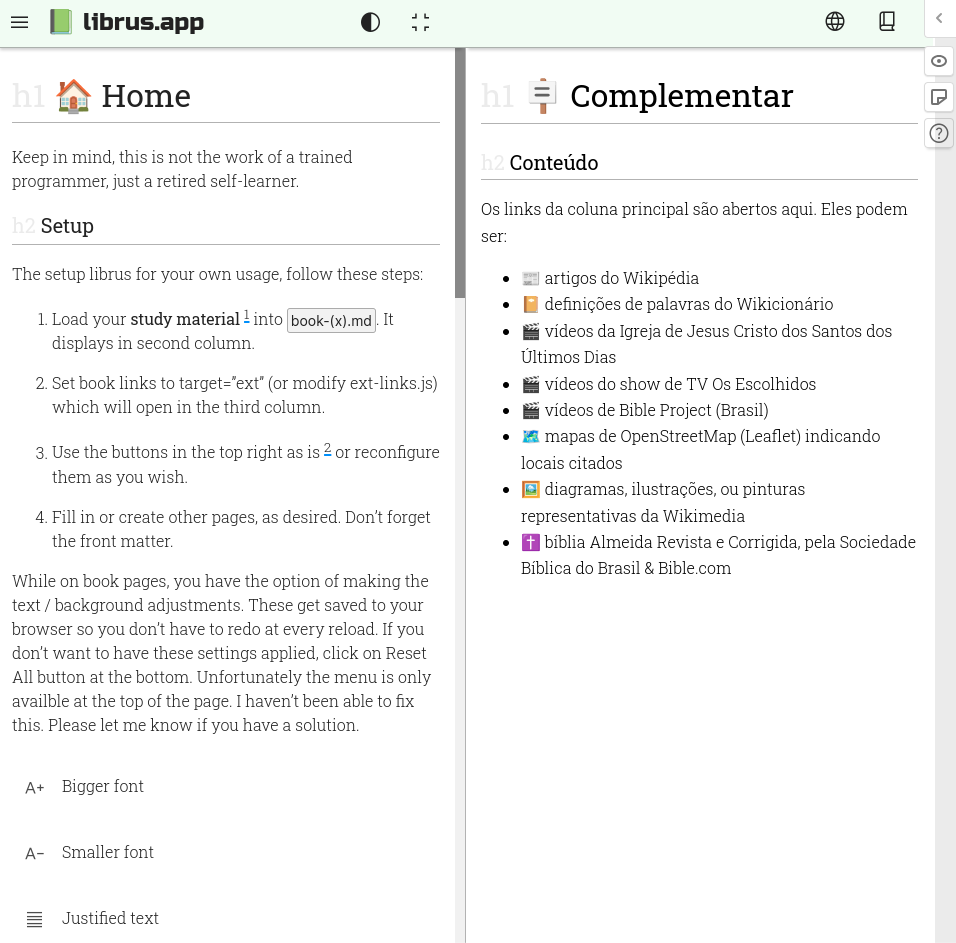 librus.app
h1 🏠 Home
Keep in mind, this is not the work of a trained
programmer, just a retired self-learner.
h2 Setup
The setup librus for your own usage, follow these steps:
1. Load your study material 1 into book-(x).md. It
displays in second column.
2. Set book links to target=”ext” (or modify ext-links.js)
which will open in the third column.
3. Use the buttons in the top right as is 2 or reconfigure
them as you wish.
4. Fill in or create other pages, as desired. Don’t forget
the front matter.
While on book pages, you have the option of making the
text / background adjustments. These get saved to your
browser so you don’t have to redo at every reload. If you
don’t want to have these settings applied, click on Reset
All button at the bottom. Unfortunately the menu is only
availble at the top of the page. I haven’t been able to fix
this. Please let me know if you have a solution.
A+ Bigger font
A− Smaller font
Justified text
h1 Complementar
h2 Conteúdo
Os links da coluna principal são abertos aqui. Eles podem
ser:
• 📰 artigos do Wikipédia
• 📔 definições de palavras do Wikicionário
• 🎬 vídeos da Igreja de Jesus Cristo dos Santos dos
Últimos Dias
• 🎬 vídeos do show de TV Os Escolhidos
• 🎬 vídeos de Bible Project (Brasil)
• 🗺️ mapas de OpenStreetMap (Leaflet) indicando
locais citados
• 🖼️ diagramas, ilustrações, ou pinturas
representativas da Wikimedia
• ✝️ bíblia Almeida Revista e Corrigida, pela Sociedade
Bíblica do Brasil & Bible.com